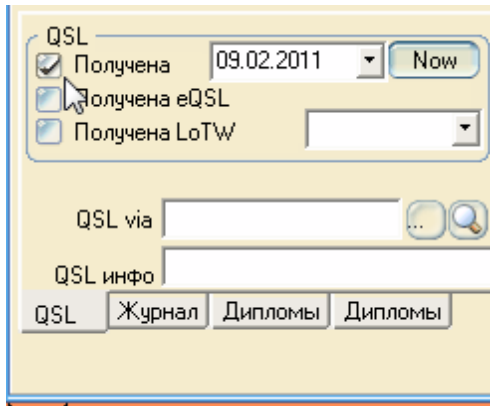 QSL
Получена 09.02.2011 Now
Получена eQSL
Получена LoTW
QSL via ...
QSL инфо
QSL Журнал Дипломы Дипломы